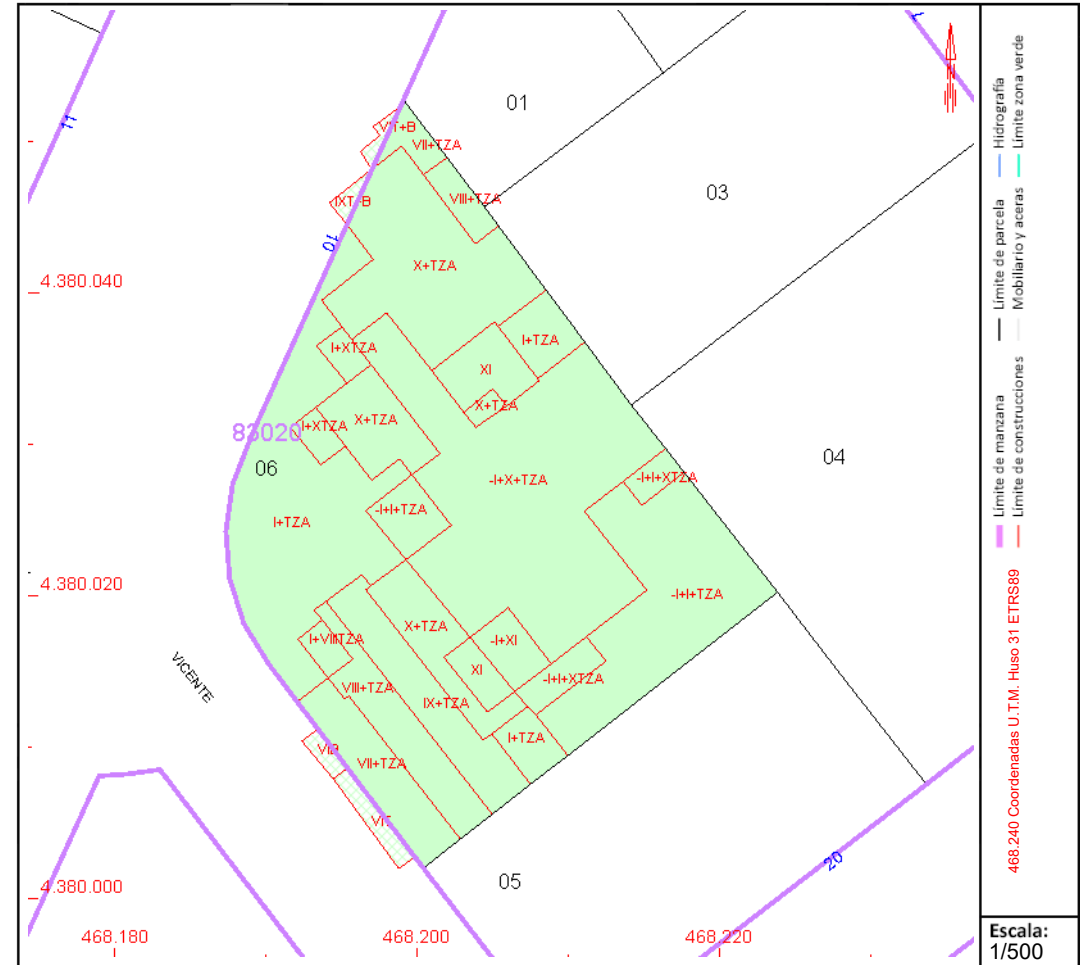 01
VII+TZA
VIII+TZA
03
10
X+TZA
4.380.040
I+TZA
I+XTZA
XI
X+TZA
X+TZA
I+XTZA
83020
06
04
-I+I+XTZA
-I+X+TZA
-I+I+TZA
I+TZA
4.380.020
-I+I+TZA
X+TZA
I+VIIITZA
-I+XI
XI
VICENTE
-I+I+XTZA
VIII+TZA
IX+TZA
I+TZA
VII+TZA
20
05
4.380.000
468.180
468.200
468.220
11
Hidrografía
Límite zona verde
Límite de parcela
Mobiliario y aceras
Límite de manzana
Límite de construcciones
468.240 Coordenadas U.T.M. Huso 31 ETRS89
Escala:
1/500